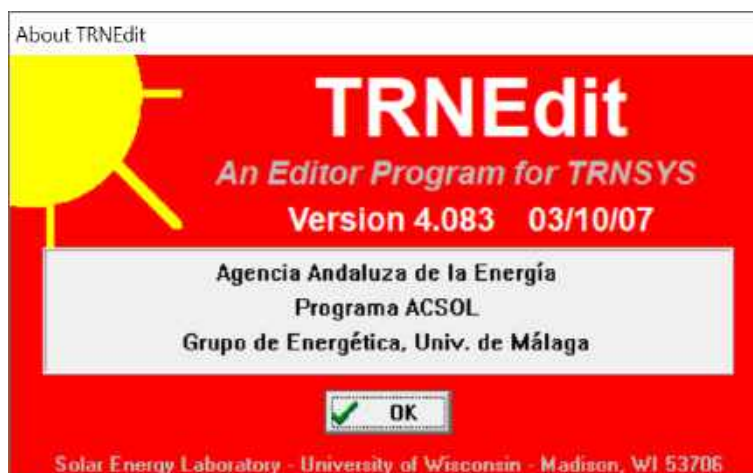 About TRNEdit
TRNEdit
An Editor Program for TRNSYS
Version 4.083 03/10/07
Agencia Andaluza de la Energía
Programa ACSOL
Grupo de Energética, Univ. de Málaga
OK
Solar Energy Laboratory - University of Wisconsin - Madison, WI 53706